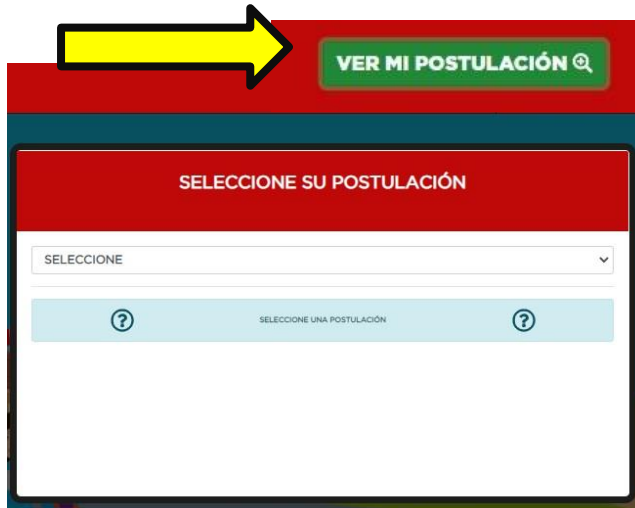 VER MI POSTULACIÓN
SELECCIONE SU POSTULACIÓN
SELECCIONE
? SELECCIONE UNA POSTULACIÓN ?